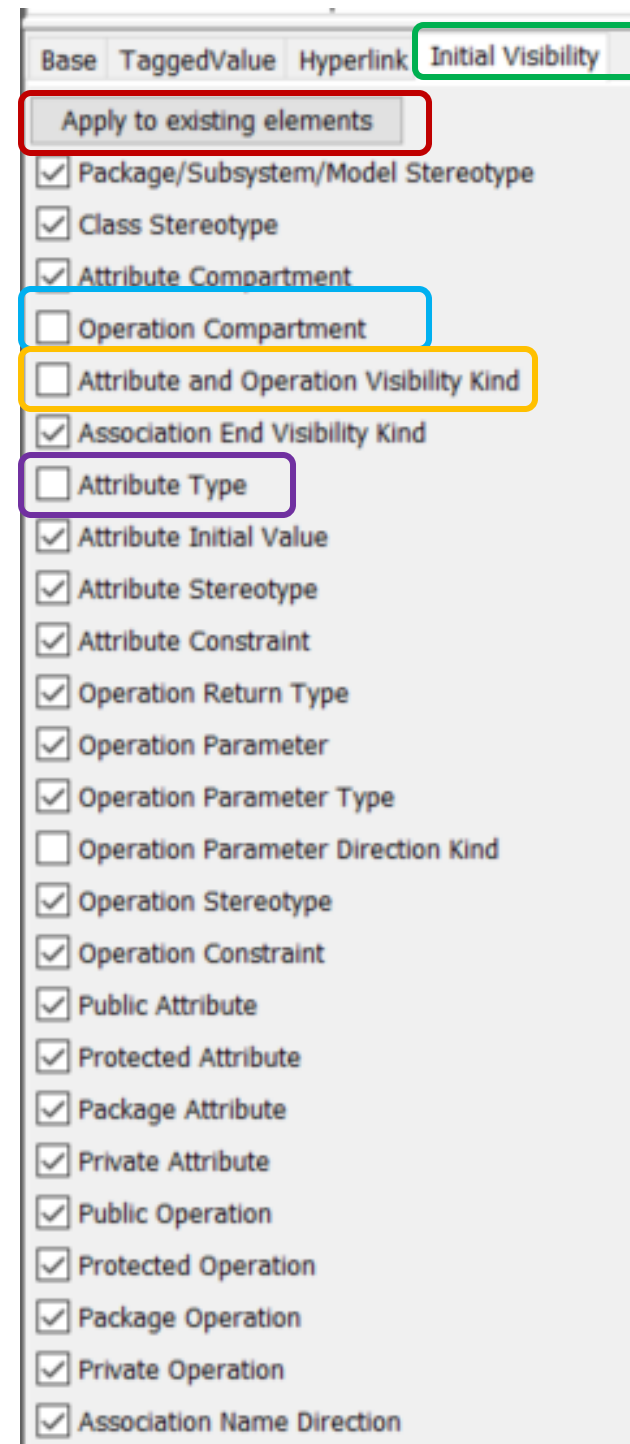 Base TaggedValue Hyperlink Initial Visibility
Apply to existing elements
Package/Subsystem/Model Stereotype
Class Stereotype
Attribute Compartment
Operation Compartment
Attribute and Operation Visibility Kind
Association End Visibility Kind
Attribute Type
Attribute Initial Value
Attribute Stereotype
Attribute Constraint
Operation Return Type
Operation Parameter
Operation Parameter Type
Operation Parameter Direction Kind
Operation Stereotype
Operation Constraint
Public Attribute
Protected Attribute
Package Attribute
Private Attribute
Public Operation
Protected Operation
Package Operation
Private Operation
Association Name Direction